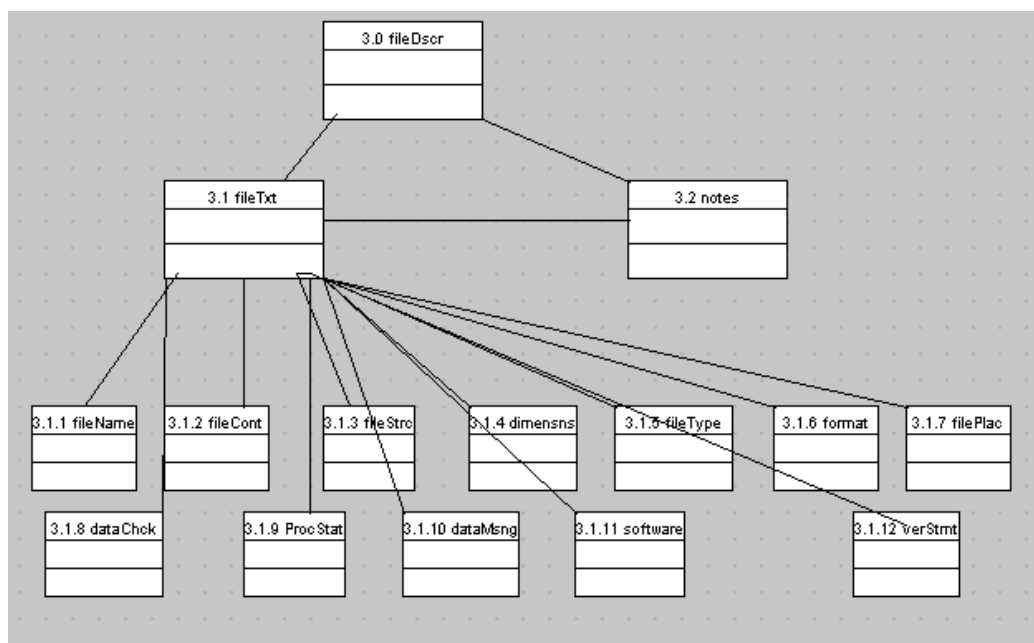 3.0 fileDscr
3.1 fileTxt
3.2 notes
3.1.1 fileName
3.1.2 fileCont
3.1.3 fileStrc
3.1.4 dimensns
3.1.5 fileType
3.1.6 format
3.1.7 filePlac
3.1.8 dataChck
3.1.9 ProcStat
3.1.10 dataMsng
3.1.11 software
3.1.12 verStmt